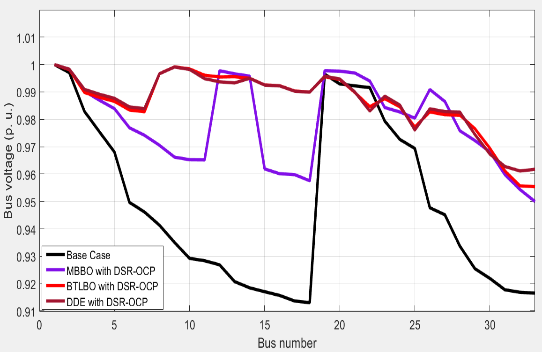 1.01
1
0.99
0.98
0.97
0.96
0.95
0.94
0.93
0.92
0.91
Bus voltage (p. u.)
Base Case
MBBO with DSR-OCP
BTLBO with DSR-OCP
DDE with DSR-OCP
0 5 10 15 20 25 30
Bus number